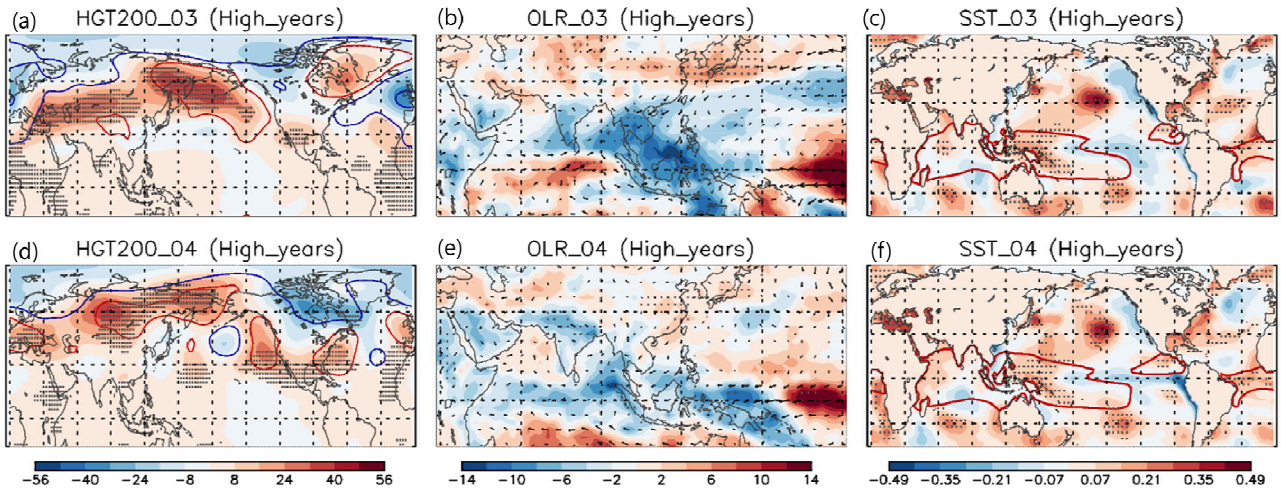 (a) HGT200_03 (High_years)
(b) OLR_03 (High_years)
(c) SST_03 (High_years)
(d) HGT200_04 (High_years)
(e) OLR_04 (High_years)
(f) SST_04 (High_years)
-56 -40 -24 -8 8 24 40 56
-14 -10 -6 -2 2 6 10 14
-0.49 -0.35 -0.21 -0.07 0.07 0.21 0.35 0.49